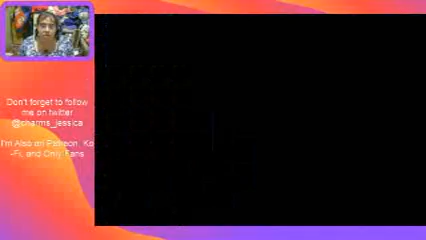 Don't forget to follow
me on twitter
@charms_jessica
I'm Also on Patreon, Ko
-Fi, and Only Fans